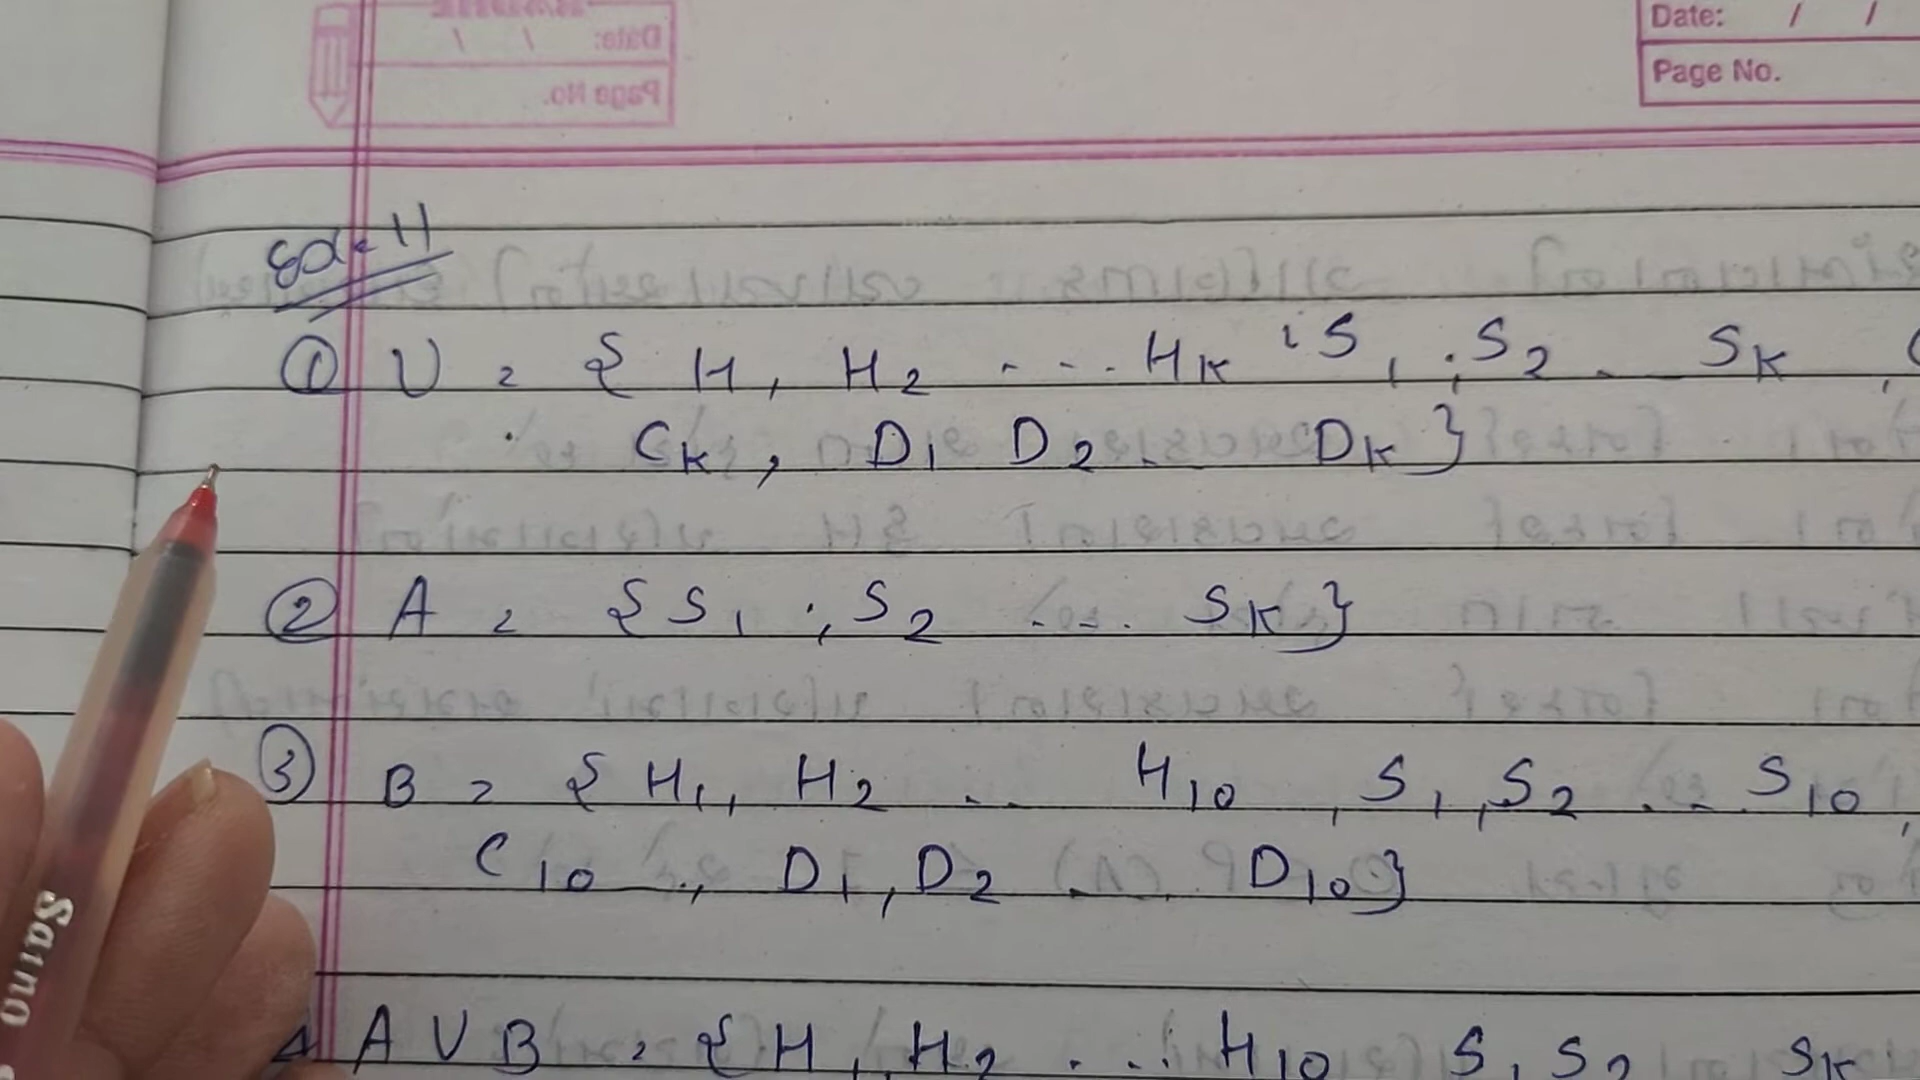 Date: / /
Page No.
① U = { H1, H2 ... HK, S1, S2 .. SK,
CK, D1 D2 .. DK }
② A = { S1, S2 .... SK }
③ B = { H1, H2 .. H10, S1, S2 ... S10,
C10, D1, D2 .. D10 }
A U B = { H1, H2 ... H10 S1 S2 SK
Saino